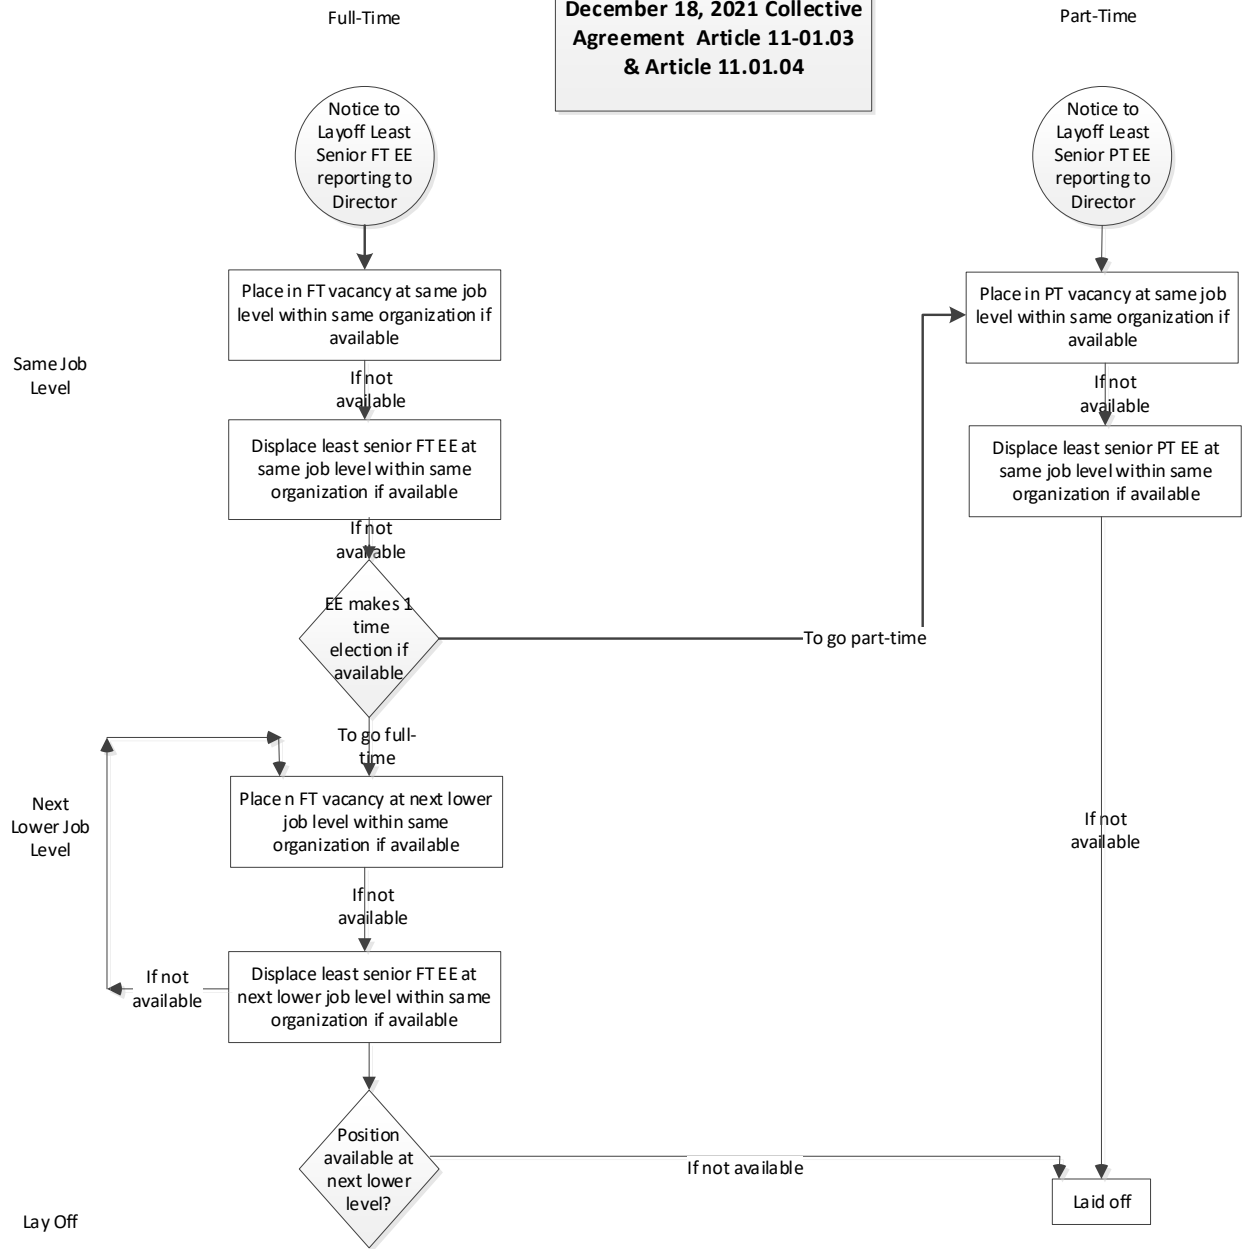 Full-Time
December 18, 2021 Collective
Agreement Article 11-01.03
& Article 11.01.04
Part-Time
Notice to
Layoff Least
Senior FT EE
reporting to
Director
Notice to
Layoff Least
Senior PT EE
reporting to
Director
Place in FT vacancy at same job
level within same organization if
available
Place in PT vacancy at same job
level within same organization if
available
Same Job
Level
If not
available
If not
available
Displace least senior FT EE at
same job level within same
organization if available
Displace least senior PT EE at
same job level within same
organization if available
If not
available
EE makes 1
time
election if
available
To go part-time
To go full-
time
Next
Lower Job
Level
Place n FT vacancy at next lower
job level within same
organization if available
If not
available
If not
available
If not
available
Displace least senior FT EE at
next lower job level within same
organization if available
Position
available at
next lower
level?
If not available
Laid off
Lay Off